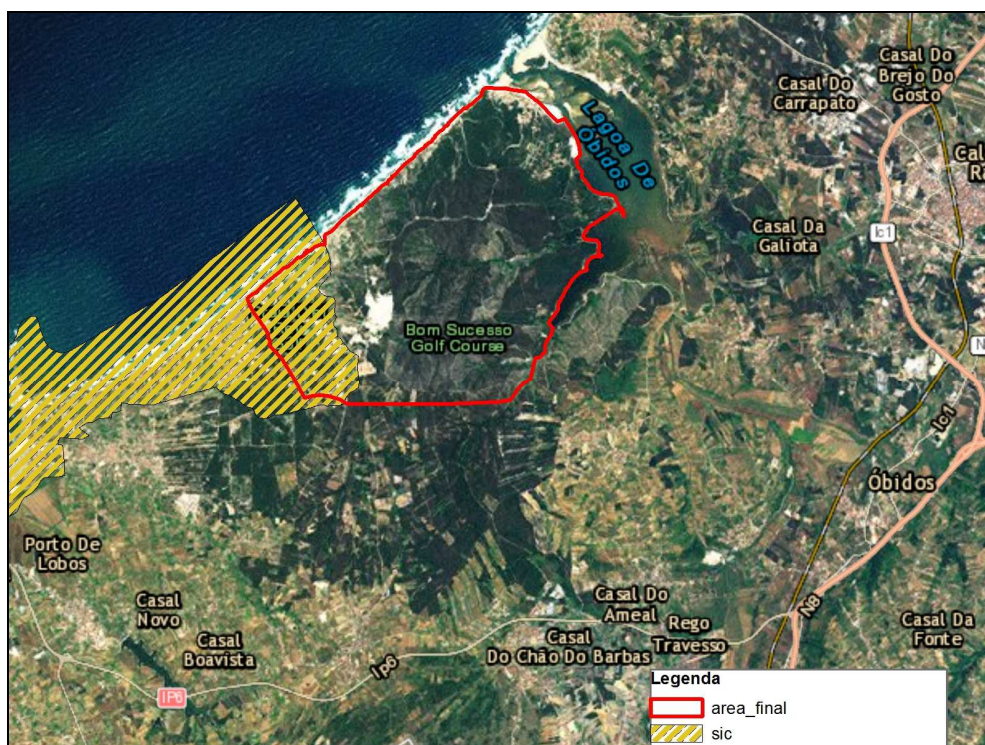 Casal Do
Brejo Do
Gosto
Casal Do
Carrapato
Lagoa De
Óbidos
Ic1
Casal Da
Galiota
Bom Sucesso
Golf Course
Ic1
Óbidos
Porto De
Lobos
Casal
Novo
Casal
Boavista
IP6
Ip6
Casal
Do Chão Do Barbas
Casal Do
Ameal
Rego
Travesso
N8
Casal Da
Fonte
Legenda
area_final
sic